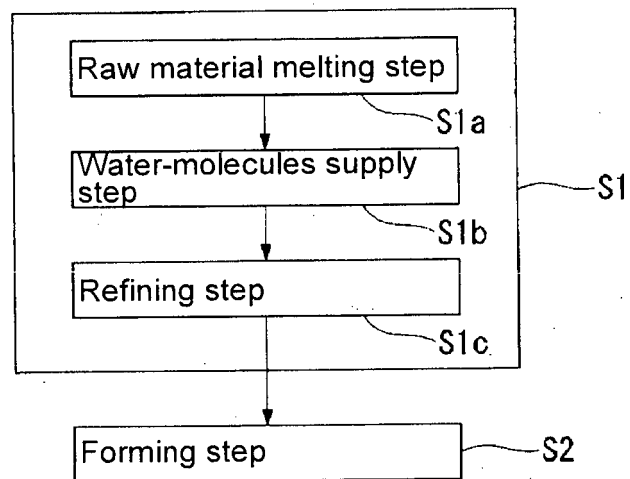 Raw material melting step
S1a
Water-molecules supply
step
S1
S1b
Refining step
S1c
Forming step
S2